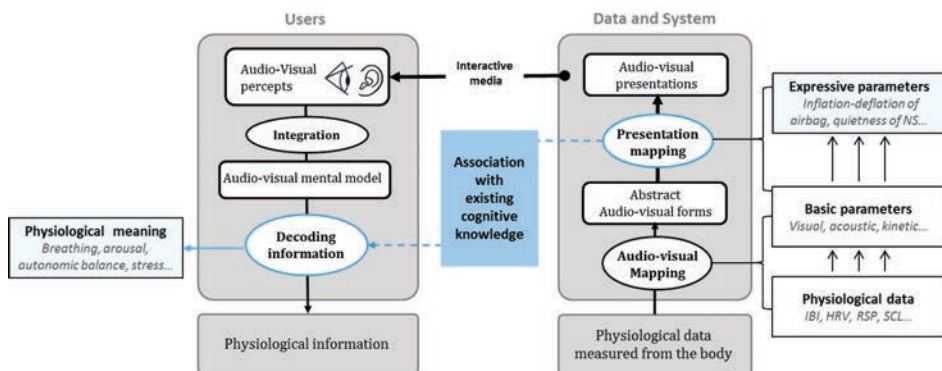 Users
Audio-Visual
percepts
Integration
Audio-visual mental model
Decoding
information
Physiological information
Physiological meaning
Breathing, arousal,
autonomic balance, stress...
Interactive
media
Association
with
existing
cognitive
knowledge
Data and System
Audio-visual
presentations
Presentation
mapping
Abstract
Audio-visual forms
Audio-visual
Mapping
Physiological data
measured from the body
Expressive parameters
Inflation-deflation of
airbag, quietness of NS...
Basic parameters
Visual, acoustic, kinetic...
Physiological data
IBI, HRV, RSP, SCL...